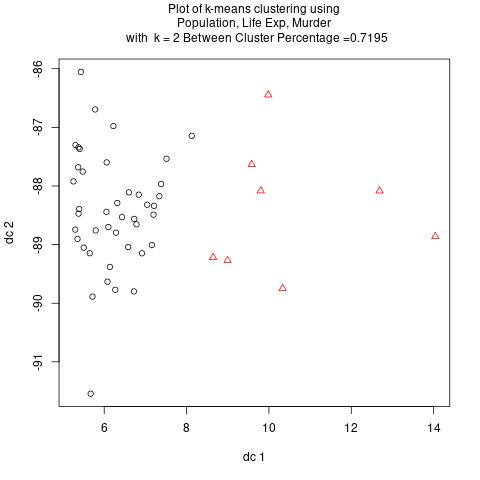 Plot of k-means clustering using
Population, Life Exp, Murder
with k = 2 Between Cluster Percentage =0.7195
-86
-87
-88
-89
-90
-91
dc 2
6 8 10 12 14
dc 1